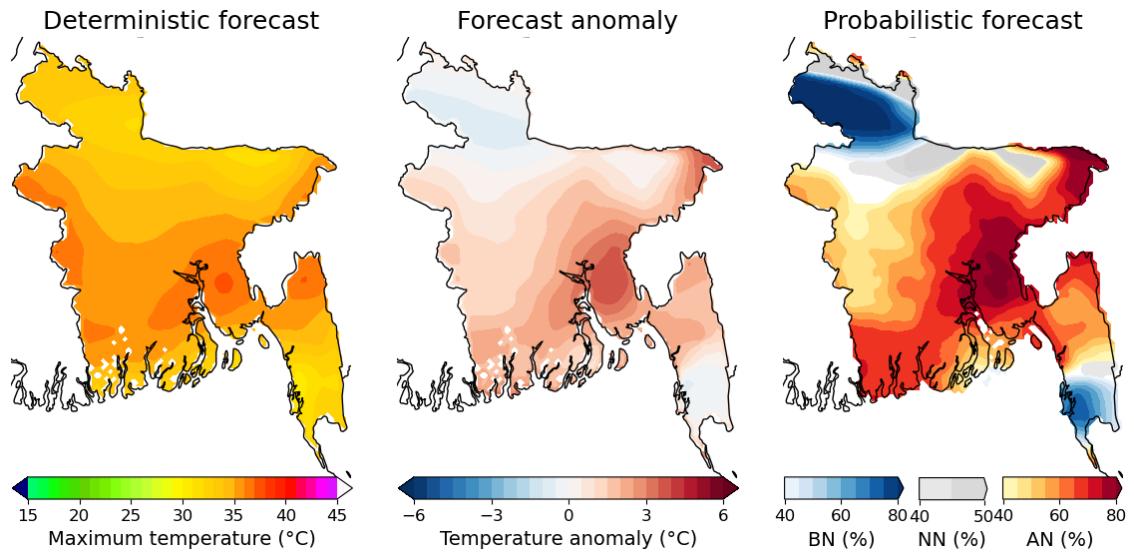 Deterministic forecast
Forecast anomaly
Probabilistic forecast
15 20 25 30 35 40 45
Maximum temperature (°C)
−6 −3 0 3 6
Temperature anomaly (°C)
40 60 80
BN (%)
40 50
NN (%)
40 60 80
AN (%)